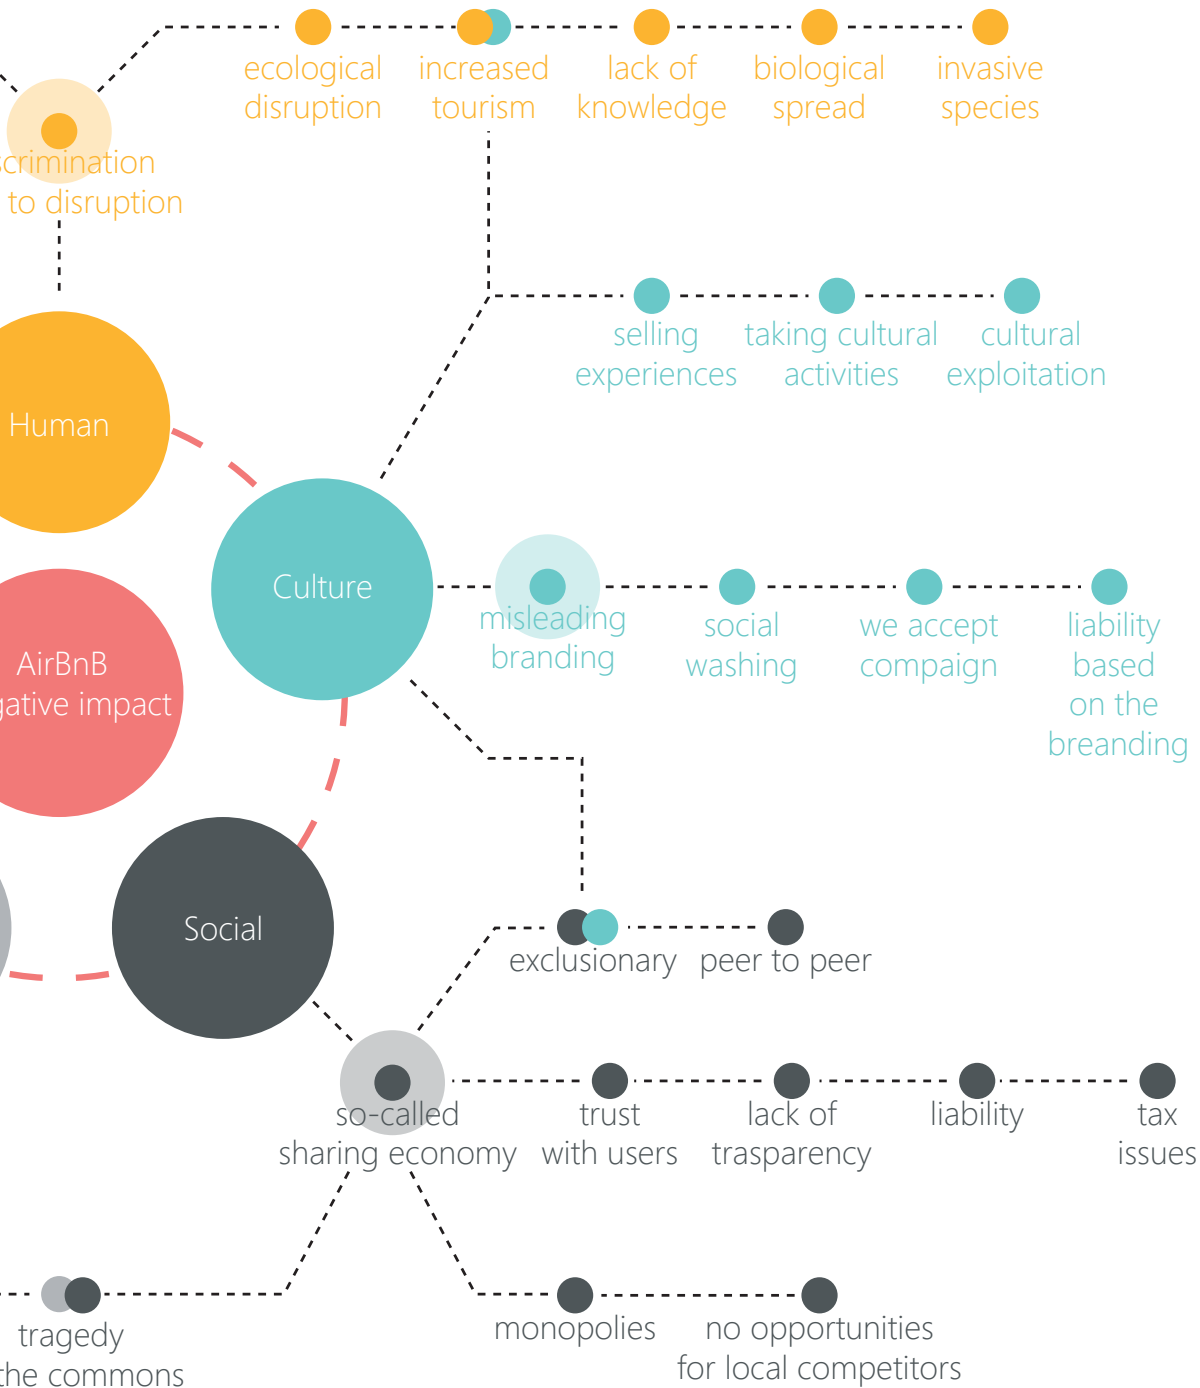 ecological
disruption
increased
tourism
lack of
knowledge
biological
spread
invasive
species
scrimination
to disruption
selling
experiences
taking cultural
activities
cultural
exploitation
Human
Culture
misleading
branding
social
washing
we accept
compaign
liability
based
on the
breanding
AirBnB
gative impact
Social
exclusionary
peer to peer
so-called
sharing economy
trust
with users
lack of
trasparency
liability
tax
issues
tragedy
the commons
monopolies
no opportunities
for local competitors